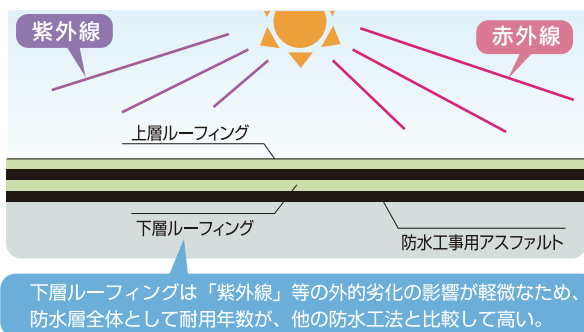 紫外線
赤外線
上層ルーフィング
下層ルーフィング
防水工事用アスファルト
下層ルーフィングは「紫外線」等の外的劣化の影響が軽微なため、
防水層全体として耐用年数が、他の防水工法と比較して高い。